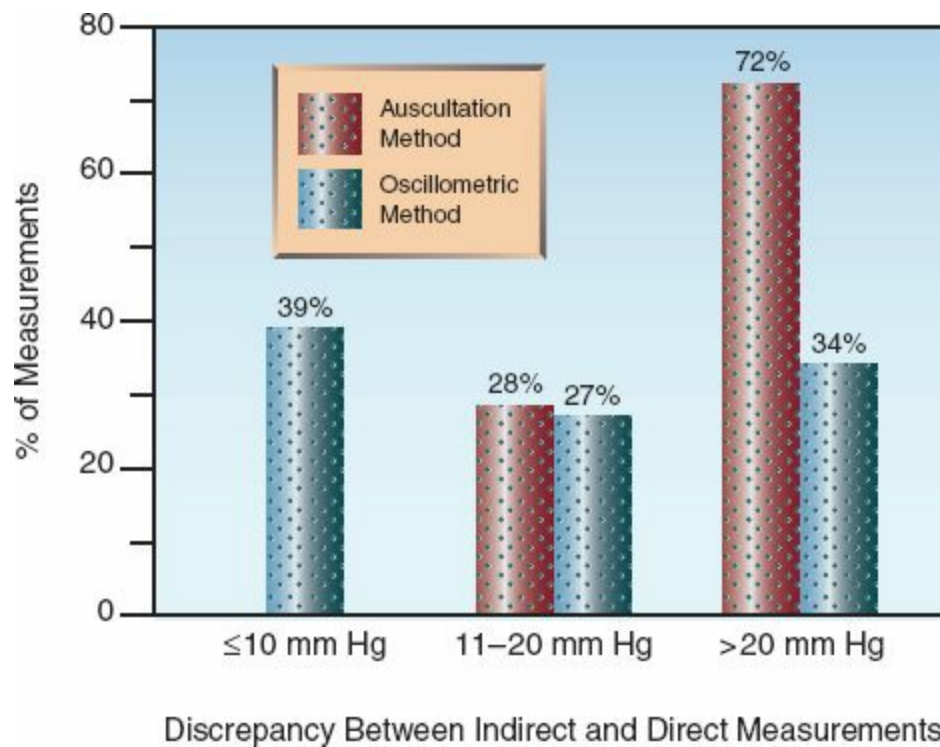 80
60
40
20
0
% of Measurements
Auscultation
Method
Oscillometric
Method
39%
28%
27%
72%
34%
≤10 mm Hg
11–20 mm Hg
>20 mm Hg
Discrepancy Between Indirect and Direct Measurements